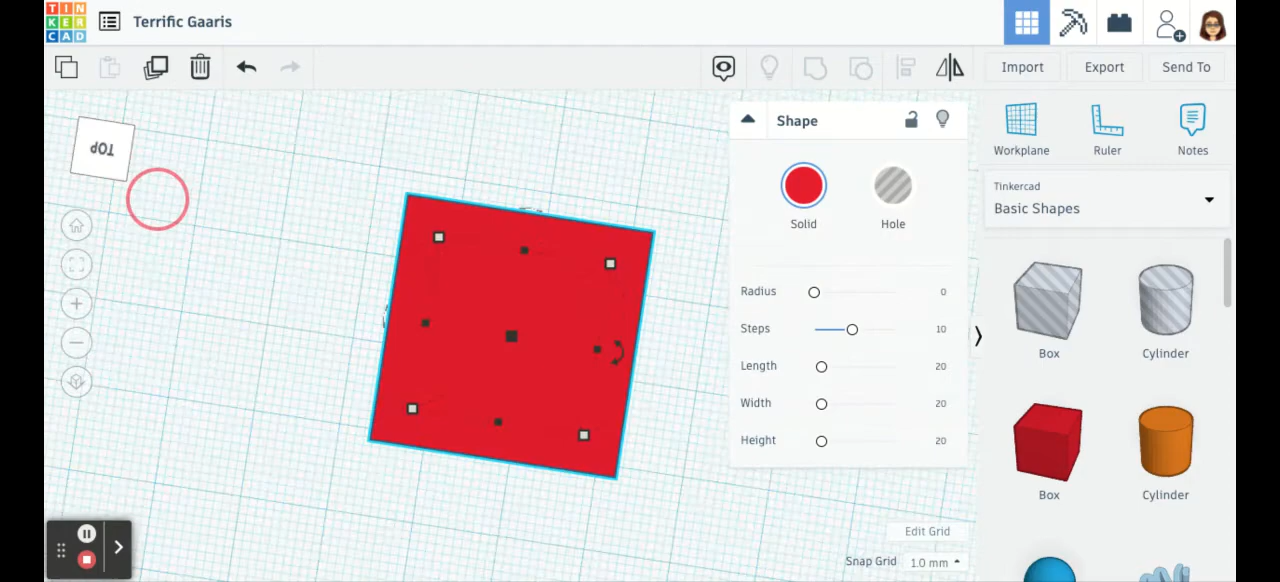 TIN
KER
CAD
Terrific Gaaris
Import
Export
Send To
TOP
Shape
Workplane
Ruler
Notes
Solid
Hole
Tinkercad
Basic Shapes
Radius 0
Steps 10
Length 20
Width 20
Height 20
Box
Cylinder
Box
Cylinder
Edit Grid
Snap Grid 1.0 mm